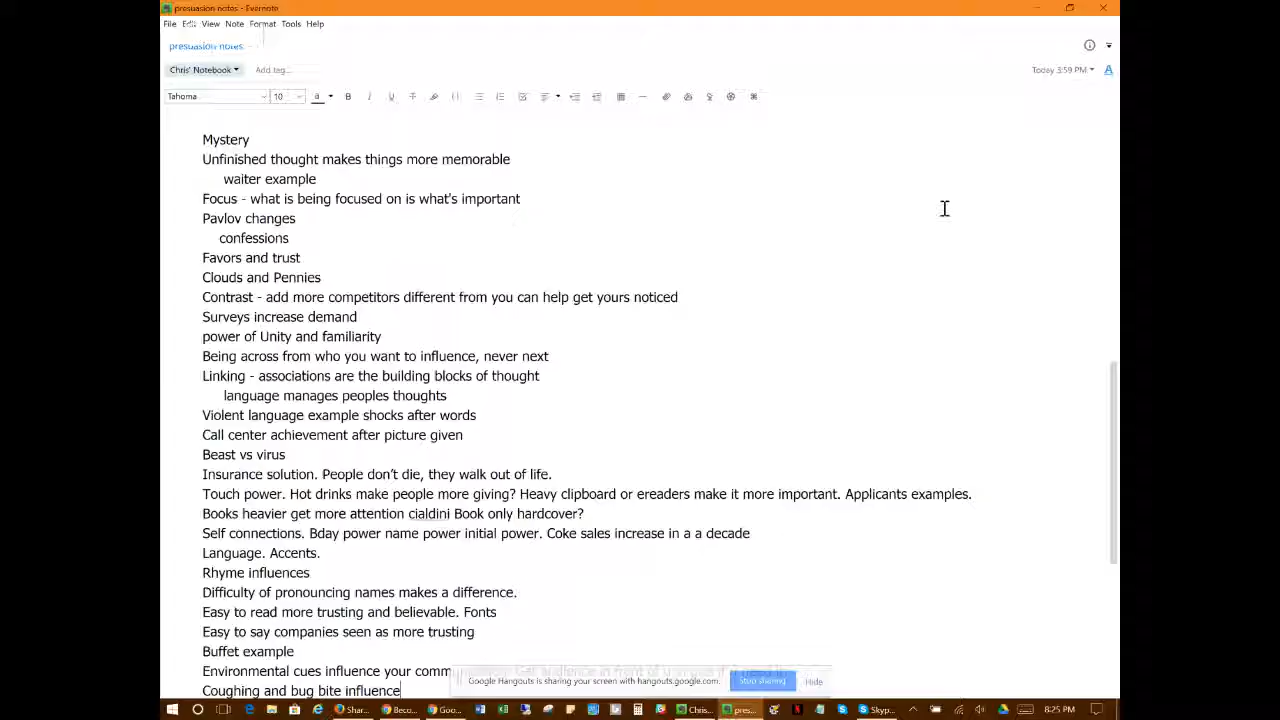 presuasion notes - Evernote
File Edit View Note Format Tools Help
presuasion notes
Chris' Notebook Add tag... Today 3:59 PM
Tahoma 10
Mystery
Unfinished thought makes things more memorable
waiter example
Focus - what is being focused on is what's important
Pavlov changes
confessions
Favors and trust
Clouds and Pennies
Contrast - add more competitors different from you can help get yours noticed
Surveys increase demand
power of Unity and familiarity
Being across from who you want to influence, never next
Linking - associations are the building blocks of thought
language manages peoples thoughts
Violent language example shocks after words
Call center achievement after picture given
Beast vs virus
Insurance solution. People don't die, they walk out of life.
Touch power. Hot drinks make people more giving? Heavy clipboard or ereaders make it more important. Applicants examples.
Books heavier get more attention cialdini Book only hardcover?
Self connections. Bday power name power initial power. Coke sales increase in a a decade
Language. Accents.
Rhyme influences
Difficulty of pronouncing names makes a difference.
Easy to read more trusting and believable. Fonts
Easy to say companies seen as more trusting
Buffet example
Environmental cues influence your
Google Hangouts is sharing your screen with hangouts.google.com. Stop sharing Hide
Coughing and bug bite influence
Shar... Beco... Goo... Chris... pres... Skyp... 8:25 PM